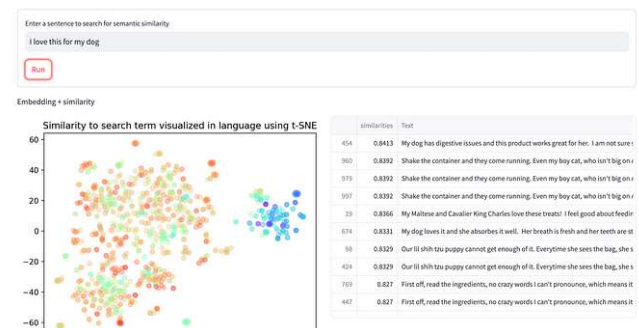 Enter a sentence to search for semantic similarity
I love this for my dog
Run
Embedding + similarity
Similarity to search term visualized in language using t-SNE
60
40
20
0
−20
−40
−60
similarities Text
454 0.8413 My dog has digestive issues and this product works great for her. I am not sure
960 0.8392 Shake the container and they come running. Even my boy cat, who isn't big on
979 0.8392 Shake the container and they come running. Even my boy cat, who isn't big on
997 0.8392 Shake the container and they come running. Even my boy cat, who isn't big on
19 0.8366 My Maltese and Cavalier King Charles love these treats! I feel good about feedin
674 0.8331 My dog loves it and she absorbes it well. Her breath is fresh and her teeth are st
98 0.8329 Our lil shih tzu puppy cannot get enough of it. Everytime she sees the bag, she s
424 0.8329 Our lil shih tzu puppy cannot get enough of it. Everytime she sees the bag, she s
769 0.827 First off, read the ingredients, no crazy words I can't pronounce, which means it
447 0.827 First off, read the ingredients, no crazy words I can't pronounce, which means it